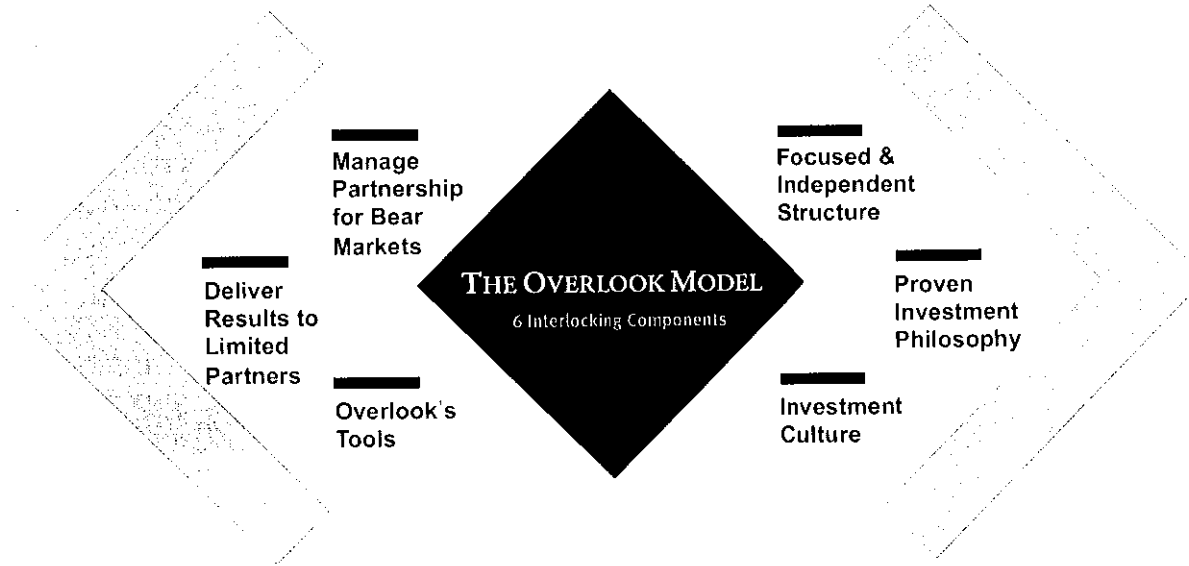 Manage
Partnership
for Bear
Markets
Deliver
Results to
Limited
Partners
Overlook's
Tools
THE OVERLOOK MODEL
6 Interlocking Components
Focused &
Independent
Structure
Proven
Investment
Philosophy
Investment
Culture